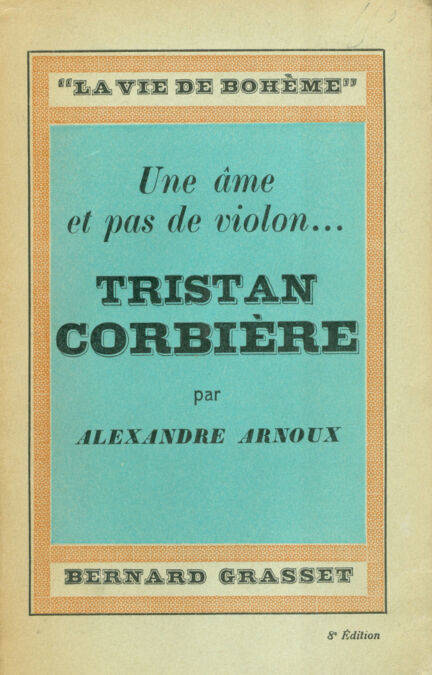 "LA VIE DE BOHÈME"
Une âme
et pas de violon...
TRISTAN
CORBIÈRE
par
ALEXANDRE ARNOUX
BERNARD GRASSET
8e Édition